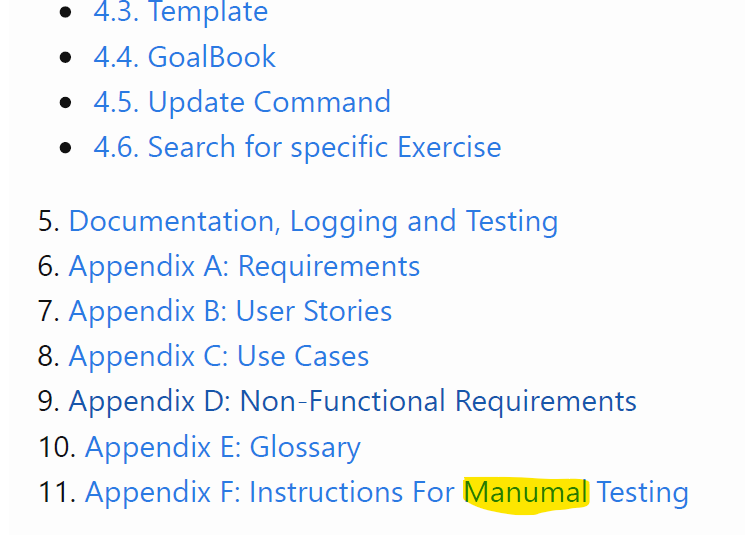 4.3. Template
4.4. GoalBook
4.5. Update Command
4.6. Search for specific Exercise
5. Documentation, Logging and Testing
6. Appendix A: Requirements
7. Appendix B: User Stories
8. Appendix C: Use Cases
9. Appendix D: Non-Functional Requirements
10. Appendix E: Glossary
11. Appendix F: Instructions For Manumal Testing